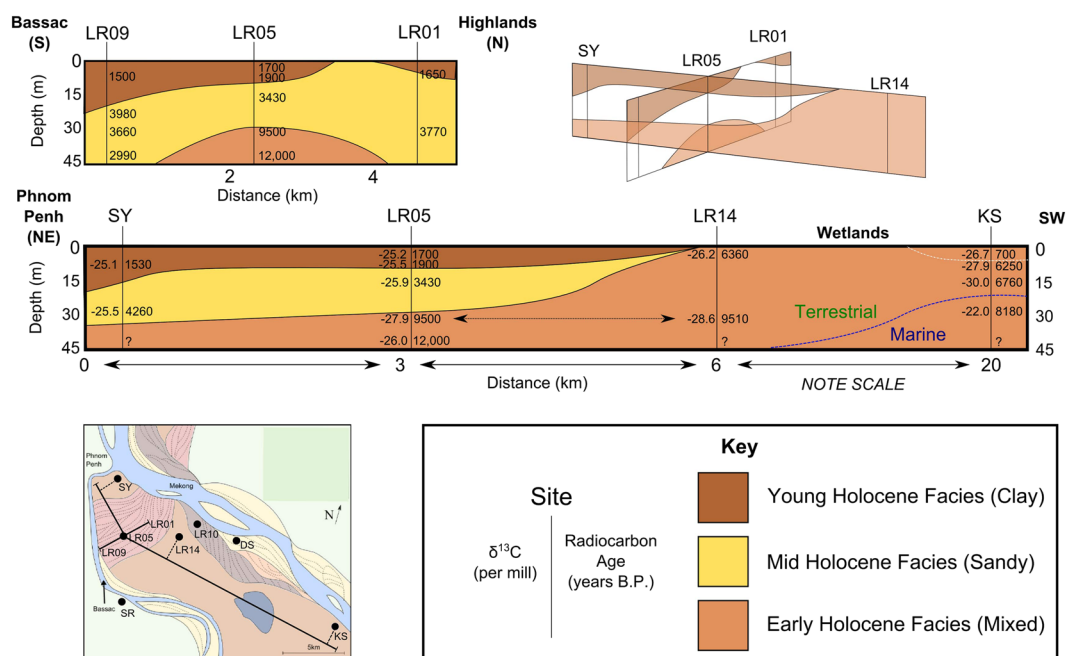 Bassac
(S)
Highlands
(N)
LR09
LR05
LR01
0
15
30
45
Depth (m)
1500
3980
3660
2990
1700
1900
3430
9500
12,000
1650
3770
2
4
Distance (km)
SY
LR05
LR01
LR14
Phnom
Penh
(NE)
SY
LR05
LR14
Wetlands
KS
SW
0
15
30
45
Depth (m)
-25.1 1530
-25.5 4260
?
-25.2 1700
-25.5 1900
-25.9 3430
-27.9 9500
-26.0 12,000
-26.2 6360
-28.6 9510
?
Terrestrial
Marine
-26.7 700
-27.9 6250
-30.0 6760
-22.0 8180
?
0
15
30
45
0
3
6
20
Distance (km)
NOTE SCALE
Phnom
Penh
SY
Mekong
N
LR01
LR05
LR09
LR10
LR14
DS
Bassac
SR
KS
5km
Key
Site
δ13C
(per mill)
Radiocarbon
Age
(years B.P.)
Young Holocene Facies (Clay)
Mid Holocene Facies (Sandy)
Early Holocene Facies (Mixed)